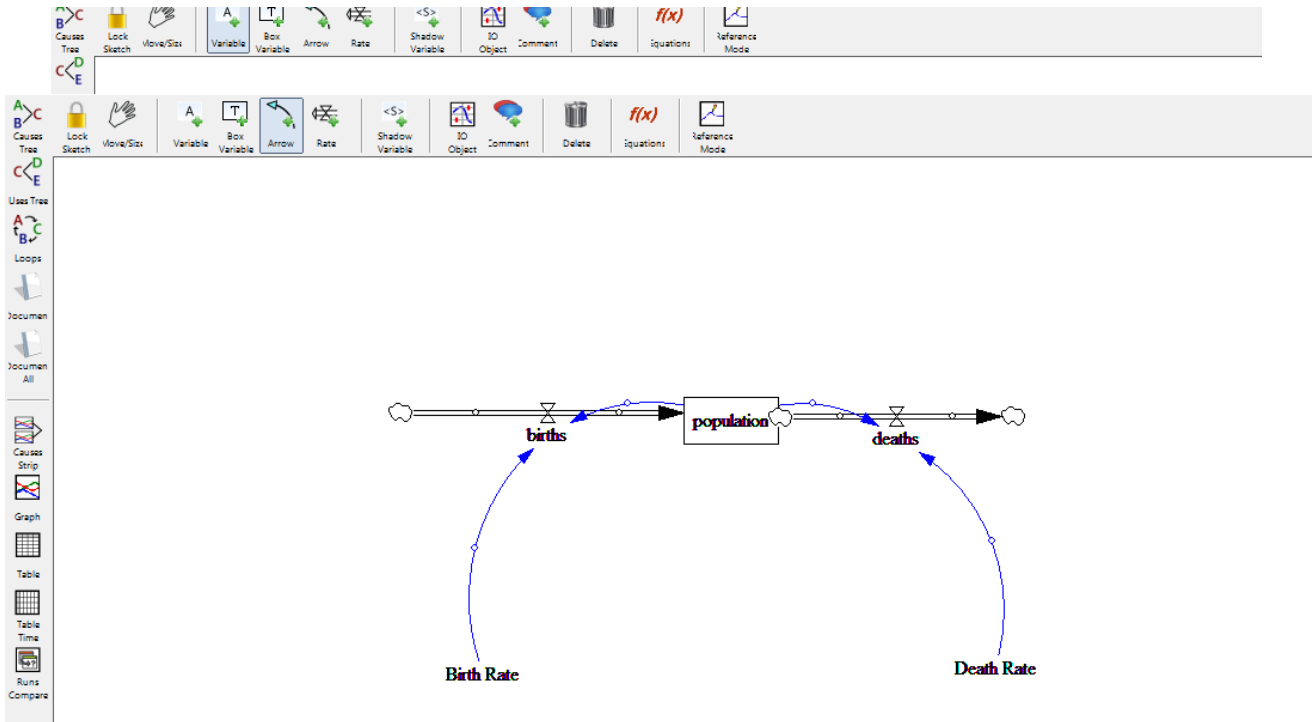 B C
Causes Lock Move/Size Variable Box Arrow Rate Shadow IO Comment Delete Equations Reference
Tree Sketch Variable Variable Object Mode
A T <S> f(x)
C D E
A B C A T <S> f(x)
Causes Lock Move/Size Variable Box Arrow Rate Shadow IO Comment Delete Equations Reference
Tree Sketch Variable Variable Object Mode
C D E
Uses Tree
A C B
Loops
Documen
Documen
All
Causes
Strip
Graph
Table
Table
Time
Runs
Compare
births
population
deaths
Birth Rate
Death Rate